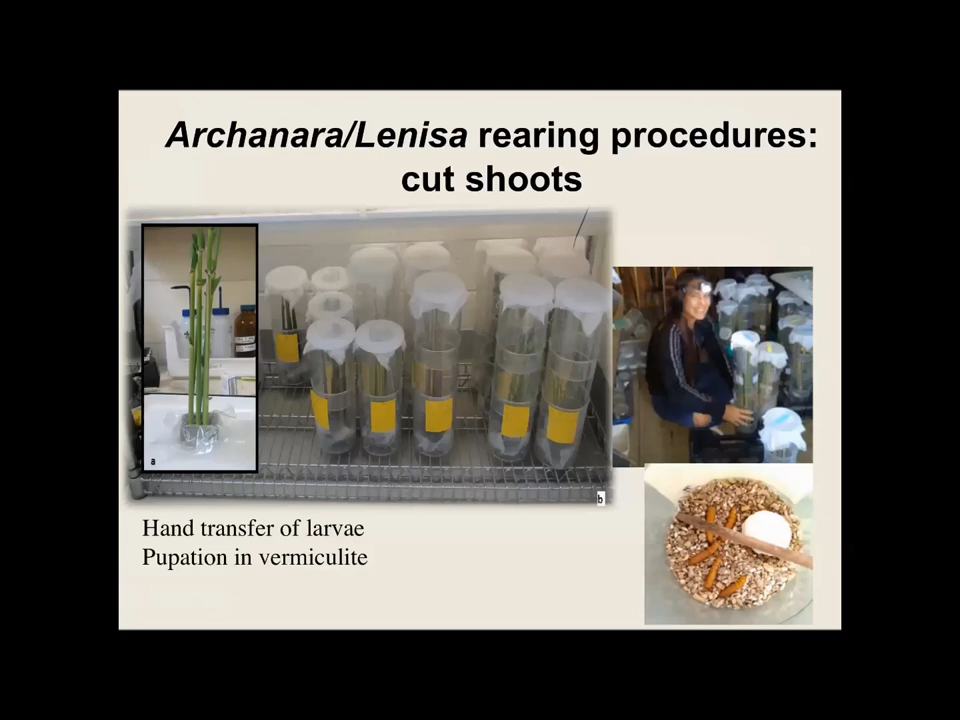 Archanara/Lenisa rearing procedures:
cut shoots
a
b
Hand transfer of larvae
Pupation in vermiculite